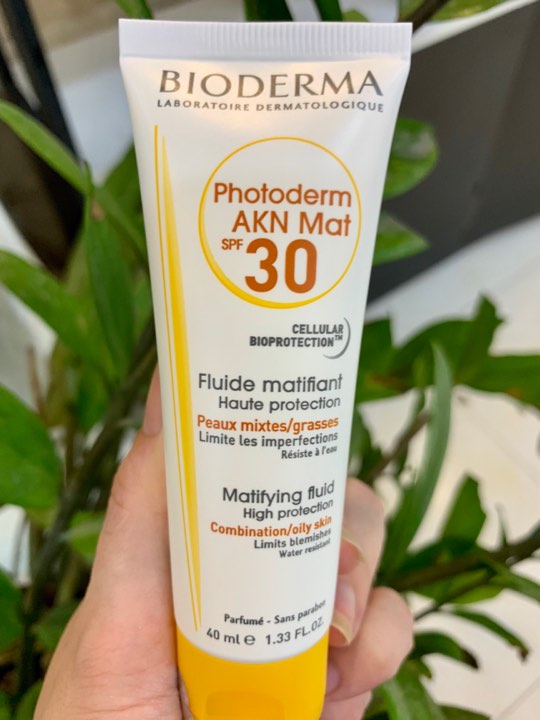 BIODERMA
LABORATOIRE DERMATOLOGIQUE
Photoderm
AKN Mat
SPF 30
CELLULAR
BIOPROTECTION™
Fluide matifiant
Haute protection
Peaux mixtes/grasses
Limite les imperfections
Résiste à l'eau
Matifying fluid
High protection
Combination/oily skin
Limits blemishes
Water resistant
Parfumé - Sans paraben
40 ml e 1.33 FL.OZ.